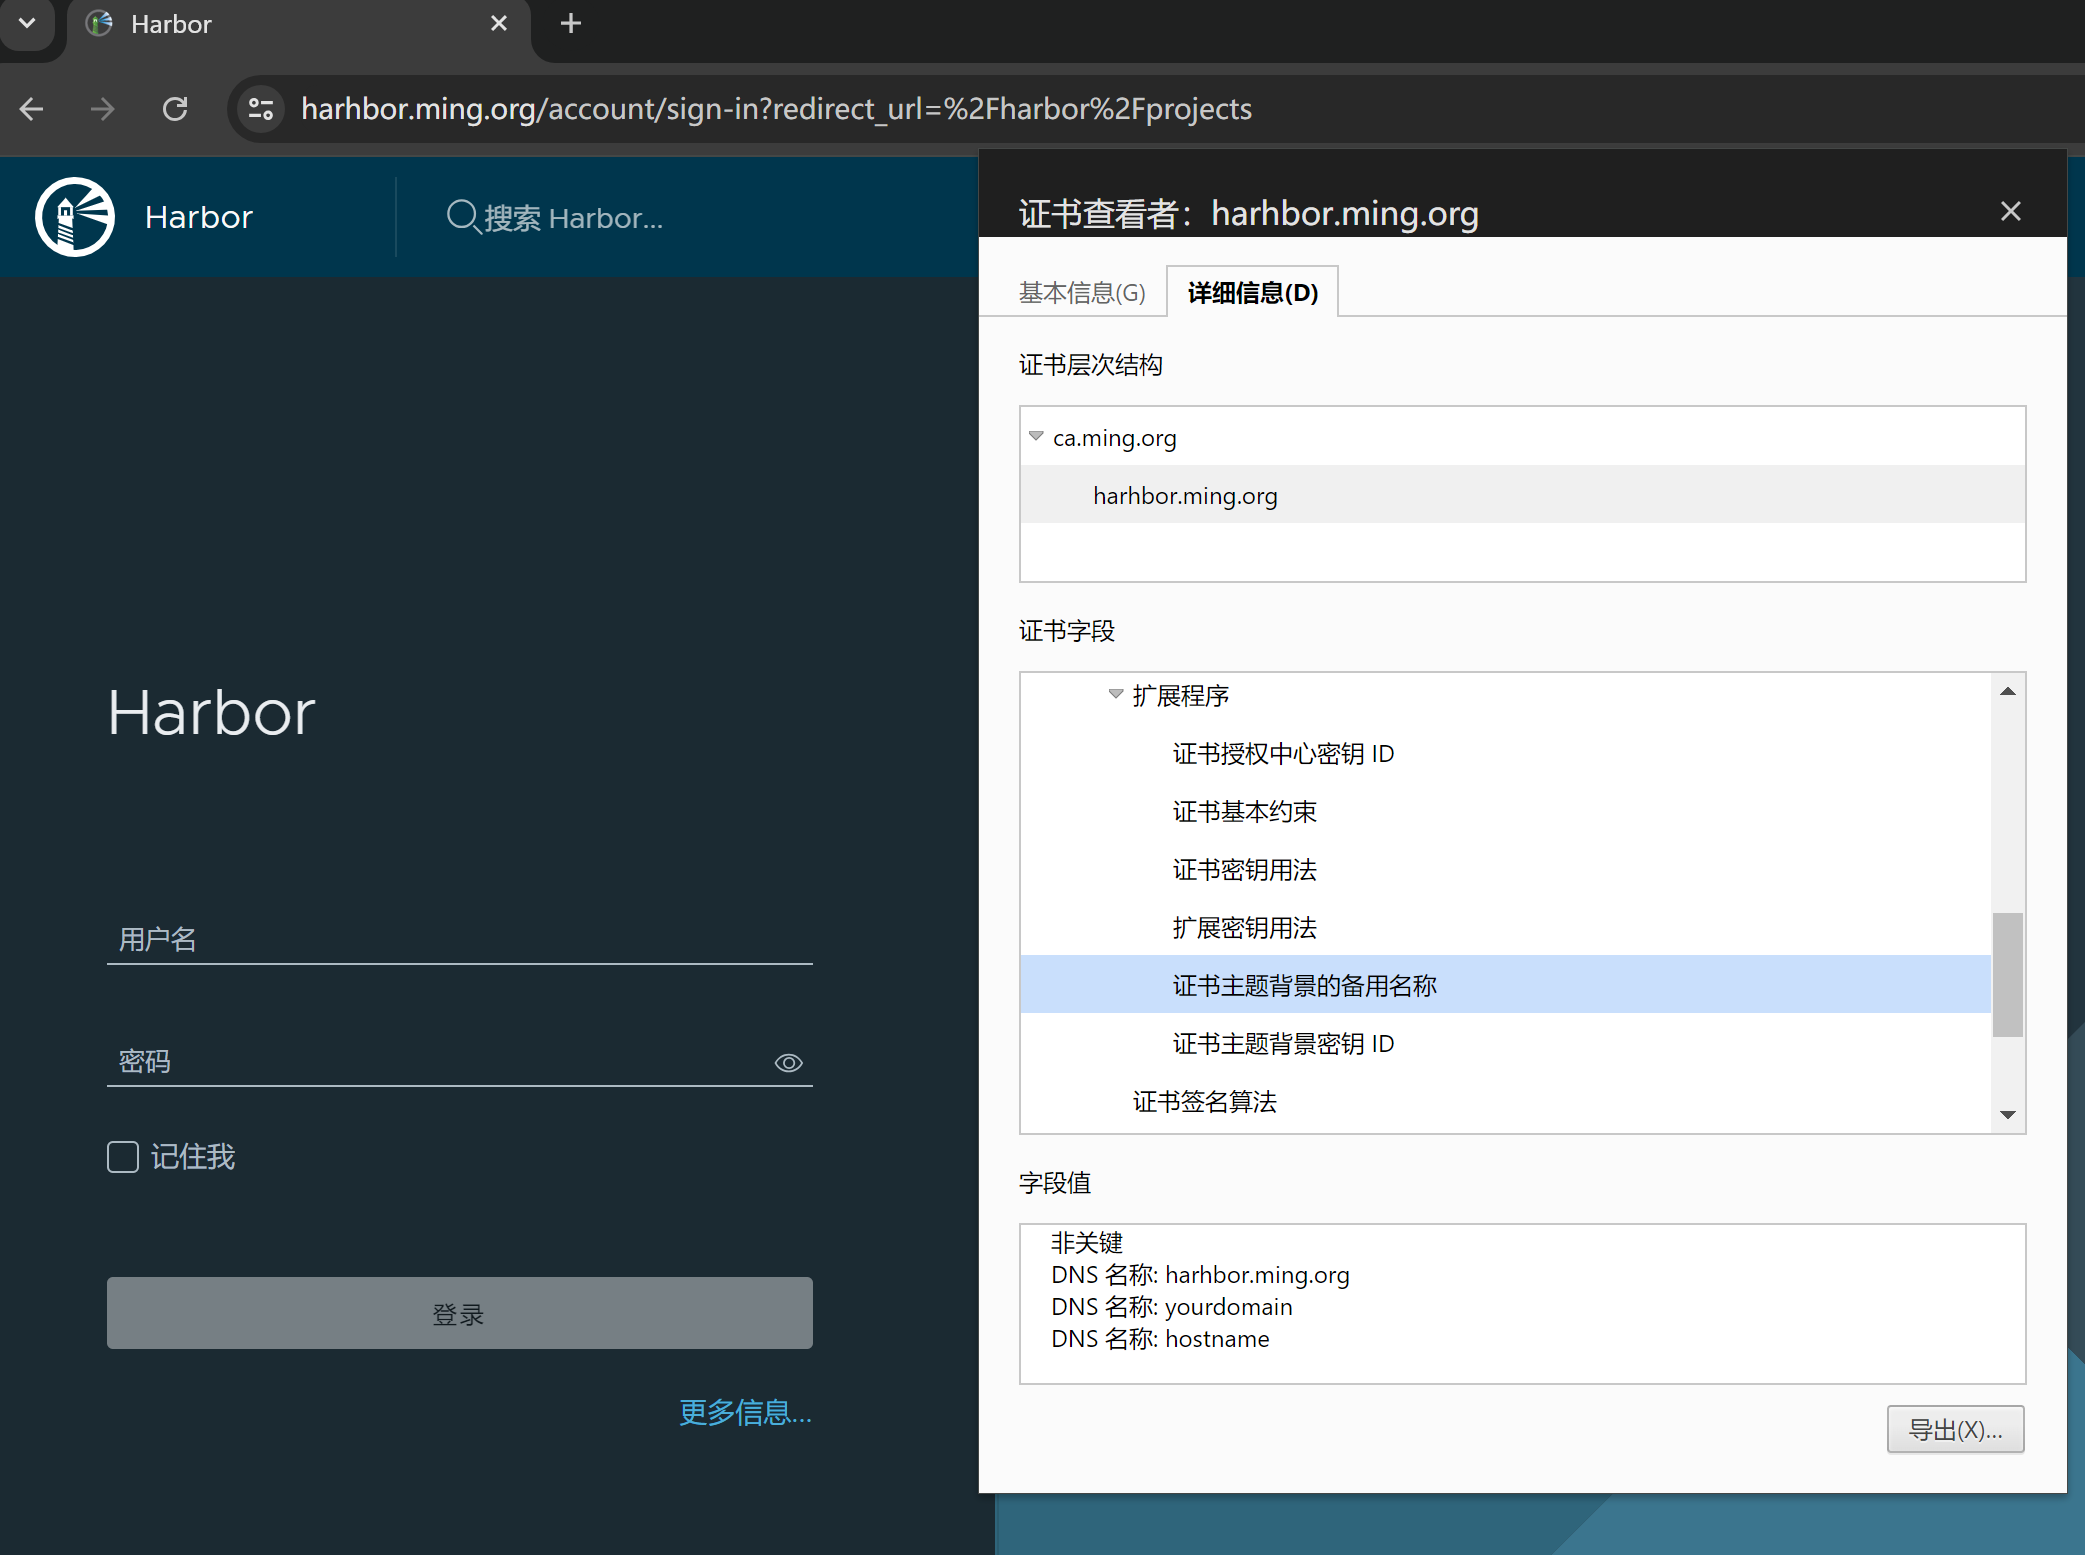 Harbor
harhbor.ming.org/account/sign-in?redirect_url=%2Fharbor%2Fprojects
Harbor
搜索 Harbor...
证书查看者：harhbor.ming.org
基本信息(G)
详细信息(D)
证书层次结构
ca.ming.org
harhbor.ming.org
证书字段
扩展程序
证书授权中心密钥 ID
证书基本约束
证书密钥用法
扩展密钥用法
证书主题背景的备用名称
证书主题背景密钥 ID
证书签名算法
字段值
非关键
DNS 名称: harhbor.ming.org
DNS 名称: yourdomain
DNS 名称: hostname
导出(X)...
Harbor
用户名
密码
记住我
登录
更多信息...